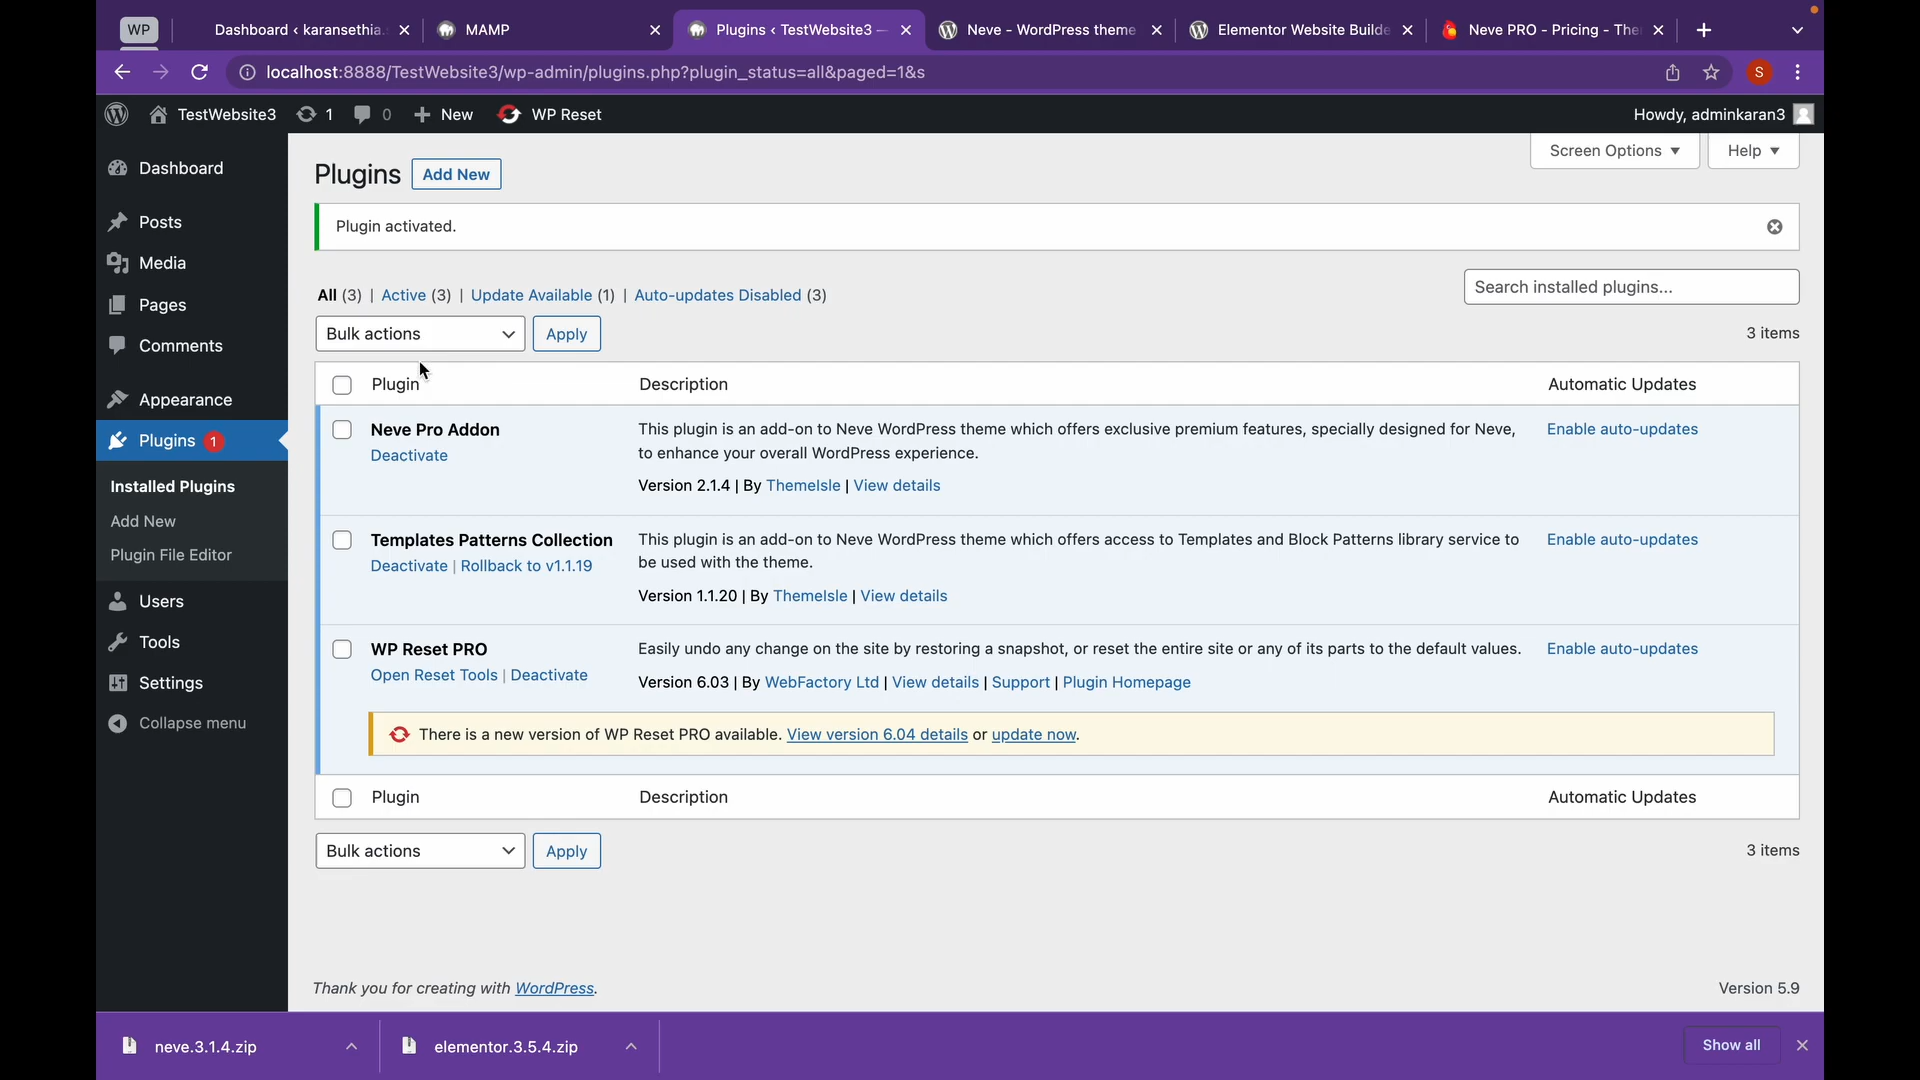 WP
Dashboard ‹ karansethia.
MAMP
Plugins ‹ TestWebsite3 —
Neve - WordPress theme
Elementor Website Builde
Neve PRO - Pricing - The
localhost:8888/TestWebsite3/wp-admin/plugins.php?plugin_status=all&paged=1&s
S
TestWebsite3
1
0
New
WP Reset
Howdy, adminkaran3
Dashboard
Posts
Media
Pages
Comments
Appearance
Plugins 1
Installed Plugins
Add New
Plugin File Editor
Users
Tools
Settings
Collapse menu
Screen Options
Help
Plugins
Add New
Plugin activated.
All (3) | Active (3) | Update Available (1) | Auto-updates Disabled (3)
Search installed plugins...
Bulk actions
Apply
3 items
Plugin
Description
Automatic Updates
Neve Pro Addon
Deactivate
This plugin is an add-on to Neve WordPress theme which offers exclusive premium features, specially designed for Neve,
to enhance your overall WordPress experience.
Version 2.1.4 | By ThemeIsle | View details
Enable auto-updates
Templates Patterns Collection
Deactivate | Rollback to v1.1.19
This plugin is an add-on to Neve WordPress theme which offers access to Templates and Block Patterns library service to
be used with the theme.
Version 1.1.20 | By ThemeIsle | View details
Enable auto-updates
WP Reset PRO
Open Reset Tools | Deactivate
Easily undo any change on the site by restoring a snapshot, or reset the entire site or any of its parts to the default values.
Version 6.03 | By WebFactory Ltd | View details | Support | Plugin Homepage
Enable auto-updates
There is a new version of WP Reset PRO available. View version 6.04 details or update now.
Plugin
Description
Automatic Updates
Bulk actions
Apply
3 items
Thank you for creating with WordPress.
Version 5.9
neve.3.1.4.zip
elementor.3.5.4.zip
Show all